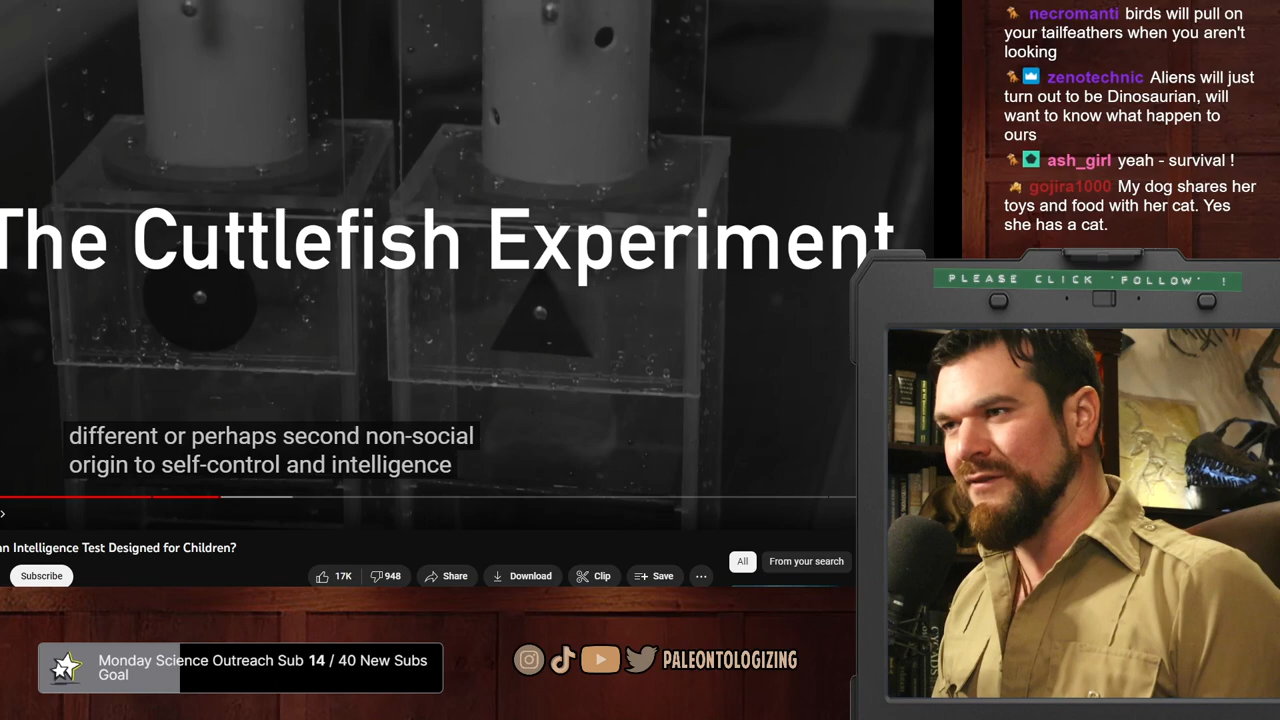 necromanti birds will pull on
your tailfeathers when you aren't
looking
zenotechnic Aliens will just
turn out to be Dinosaurian, will
want to know what happen to
ours
ash_girl yeah - survival !
gojira1000 My dog shares her
toys and food with her cat. Yes
she has a cat.
The Cuttlefish Experiment
PLEASE CLICK 'FOLLOW' !
different or perhaps second non-social
origin to self-control and intelligence
an Intelligence Test Designed for Children?
Subscribe
17K
948
Share
Download
Clip
Save
...
All
From your search
Monday Science Outreach Sub 14 / 40 New Subs
Goal
PALEONTOLOGIZING
CYCADS